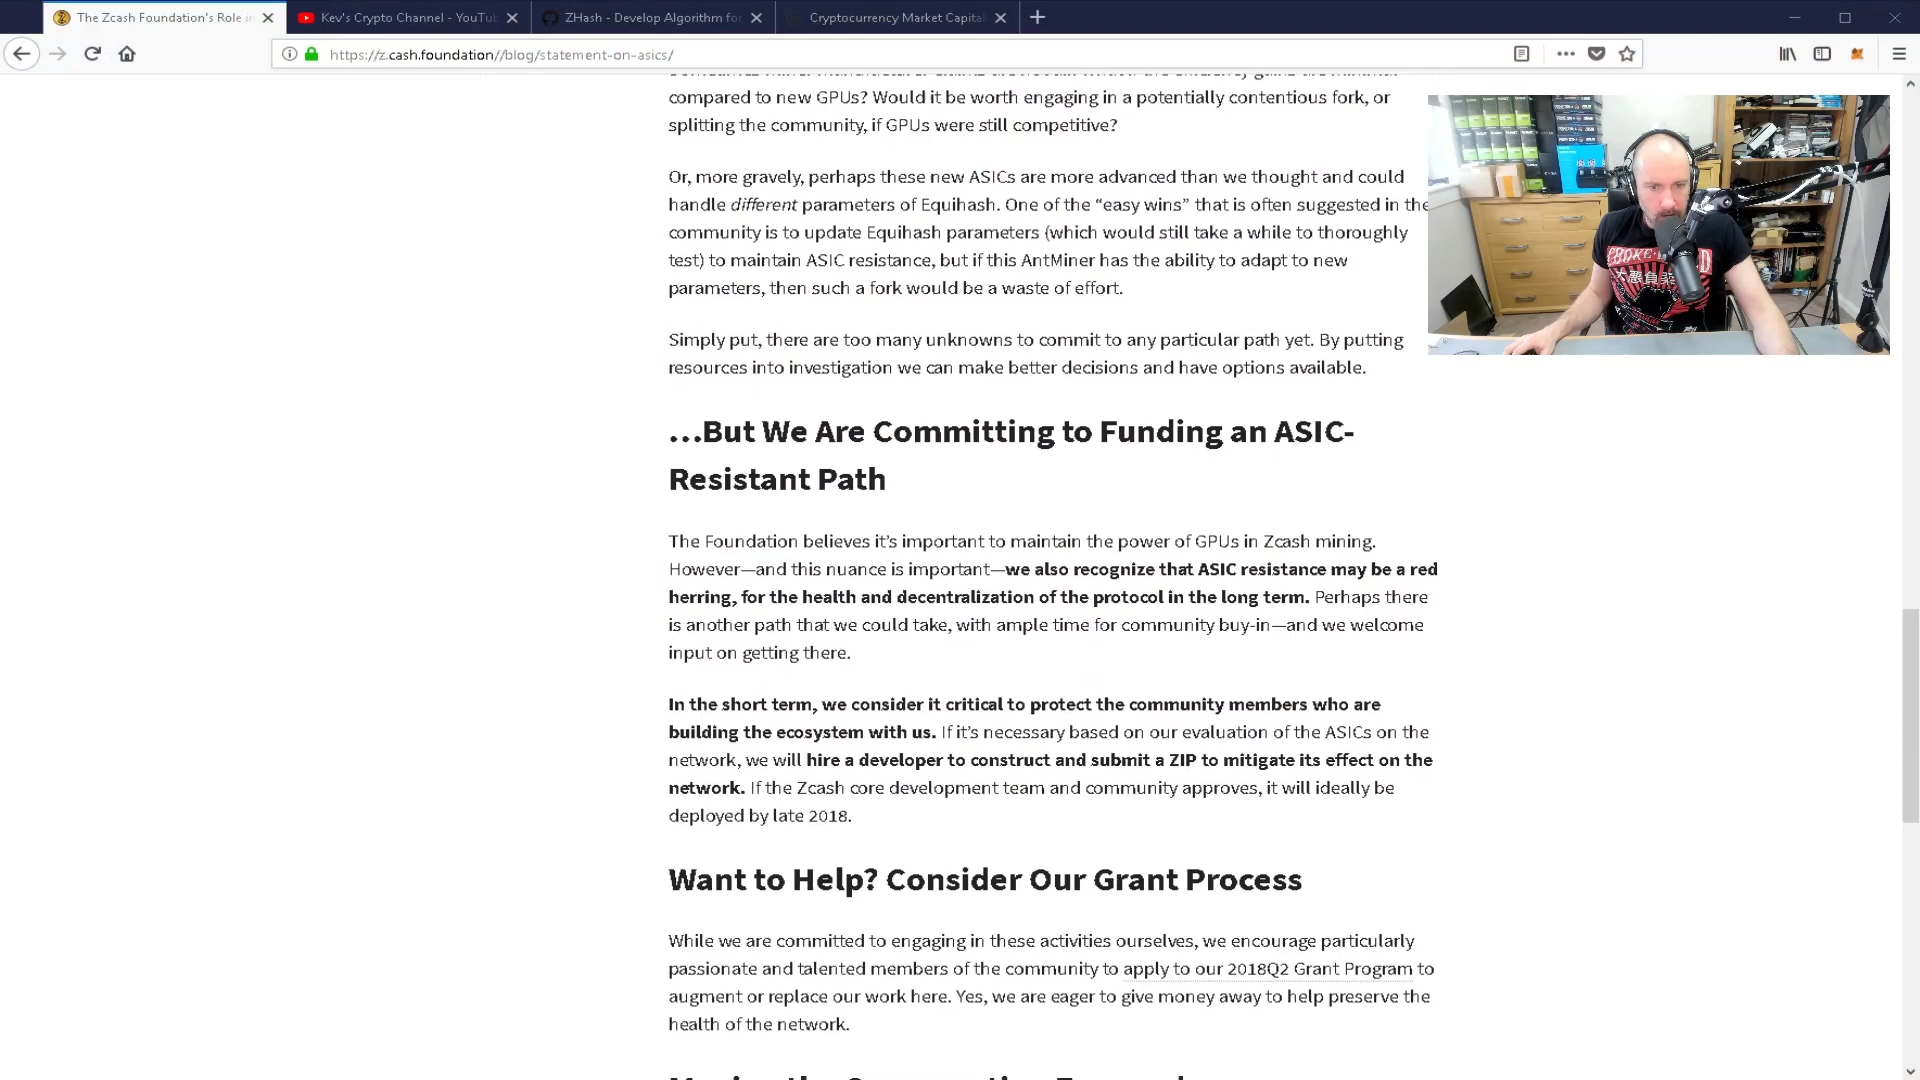 The Zcash Foundation's Role in
Kev's Crypto Channel - YouTu
ZHash - Develop Algorithm for
Cryptocurrency Market Capital
https://z.cash.foundation//blog/statement-on-asics/
compared to new GPUs? Would it be worth engaging in a potentially contentious fork, or
splitting the community, if GPUs were still competitive?
Or, more gravely, perhaps these new ASICs are more advanced than we thought and could
handle different parameters of Equihash. One of the “easy wins” that is often suggested in the
community is to update Equihash parameters (which would still take a while to thoroughly
test) to maintain ASIC resistance, but if this AntMiner has the ability to adapt to new
parameters, then such a fork would be a waste of effort.
Simply put, there are too many unknowns to commit to any particular path yet. By putting
resources into investigation we can make better decisions and have options available.
...But We Are Committing to Funding an ASIC-
Resistant Path
The Foundation believes it’s important to maintain the power of GPUs in Zcash mining.
However—and this nuance is important—we also recognize that ASIC resistance may be a red
herring, for the health and decentralization of the protocol in the long term. Perhaps there
is another path that we could take, with ample time for community buy-in—and we welcome
input on getting there.
In the short term, we consider it critical to protect the community members who are
building the ecosystem with us. If it’s necessary based on our evaluation of the ASICs on the
network, we will hire a developer to construct and submit a ZIP to mitigate its effect on the
network. If the Zcash core development team and community approves, it will ideally be
deployed by late 2018.
Want to Help? Consider Our Grant Process
While we are committed to engaging in these activities ourselves, we encourage particularly
passionate and talented members of the community to apply to our 2018Q2 Grant Program to
augment or replace our work here. Yes, we are eager to give money away to help preserve the
health of the network.